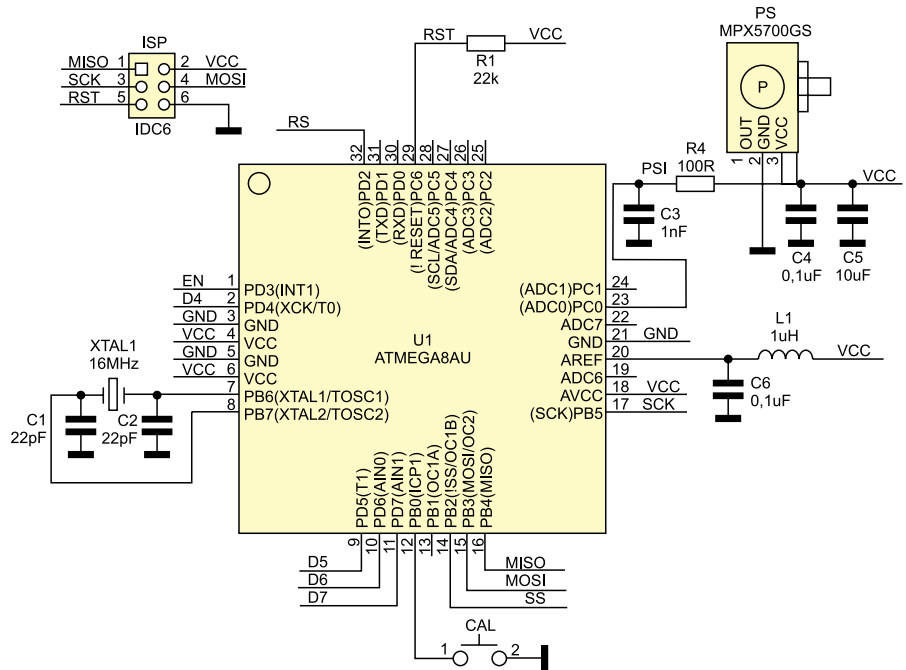 ISP
MISO 1 2 VCC
SCK 3 4 MOSI
RST 5 6
IDC6
RST
R1
22k
VCC
PS
MPX5700GS
P
OUT
GND
VCC
1 2 3
RS
PSI
R4
100R
VCC
C3
1nF
C4
0,1uF
C5
10uF
32 31 30 29 28 27 26 25
(INTO)PD2
(TXD)PD1
(RXD)PD0
(! RESET)PC6
(SCL/ADC5)PC5
(SDA/ADC4)PC4
(ADC3)PC3
(ADC2)PC2
EN 1 PD3(INT1)
D4 2 PD4(XCK/T0)
GND 3 GND
VCC 4 VCC
GND 5 GND
VCC 6 VCC
7 PB6(XTAL1/TOSC1)
8 PB7(XTAL2/TOSC2)
XTAL1
16MHz
C1
22pF
C2
22pF
U1
ATMEGA8AU
(ADC1)PC1 24
(ADC0)PC0 23
ADC7 22
GND 21 GND
AREF 20
ADC6 19
AVCC 18 VCC
(SCK)PB5 17 SCK
L1
1uH
VCC
C6
0,1uF
PD5(T1)
PD6(AIN0)
PD7(AIN1)
PB0(ICP1)
PB1(OC1A)
PB2(!SS/OC1B)
PB3(MOSI/OC2)
PB4(MISO)
9 10 11 12 13 14 15 16
D5
D6
D7
MISO
MOSI
SS
CAL
1 2